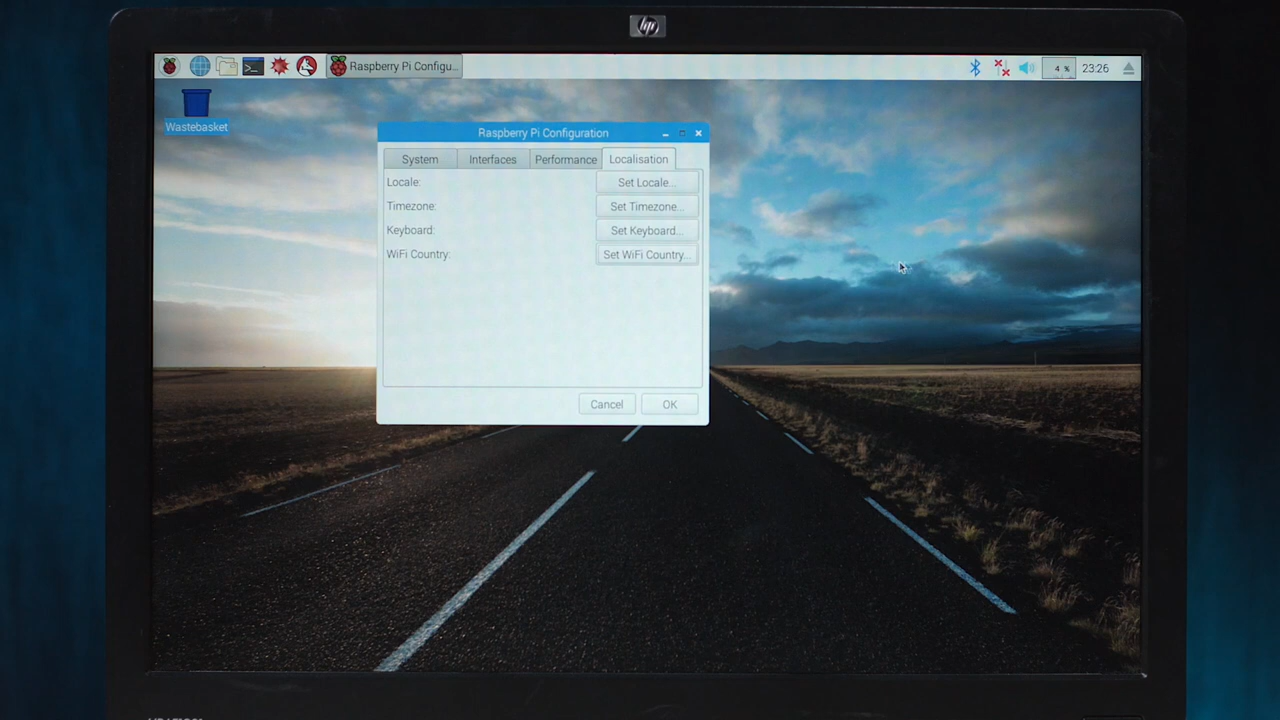 hp
Raspberry Pi Configu...
4 %
23:26
Wastebasket
Raspberry Pi Configuration
System
Interfaces
Performance
Localisation
Locale:
Set Locale...
Timezone:
Set Timezone...
Keyboard:
Set Keyboard...
WiFi Country:
Set WiFi Country...
Cancel
OK